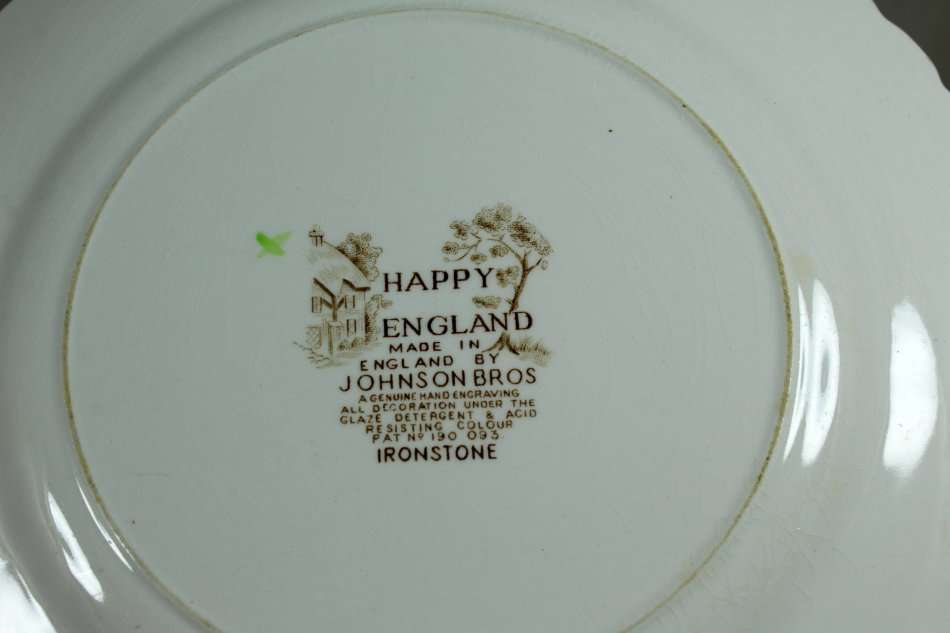 HAPPY
ENGLAND
MADE IN
ENGLAND BY
JOHNSON BROS
A GENUINE HAND ENGRAVING
ALL DECORATION UNDER THE
GLAZE DETERGENT & ACID
RESISTING COLOUR
PAT Nº 190 093
IRONSTONE